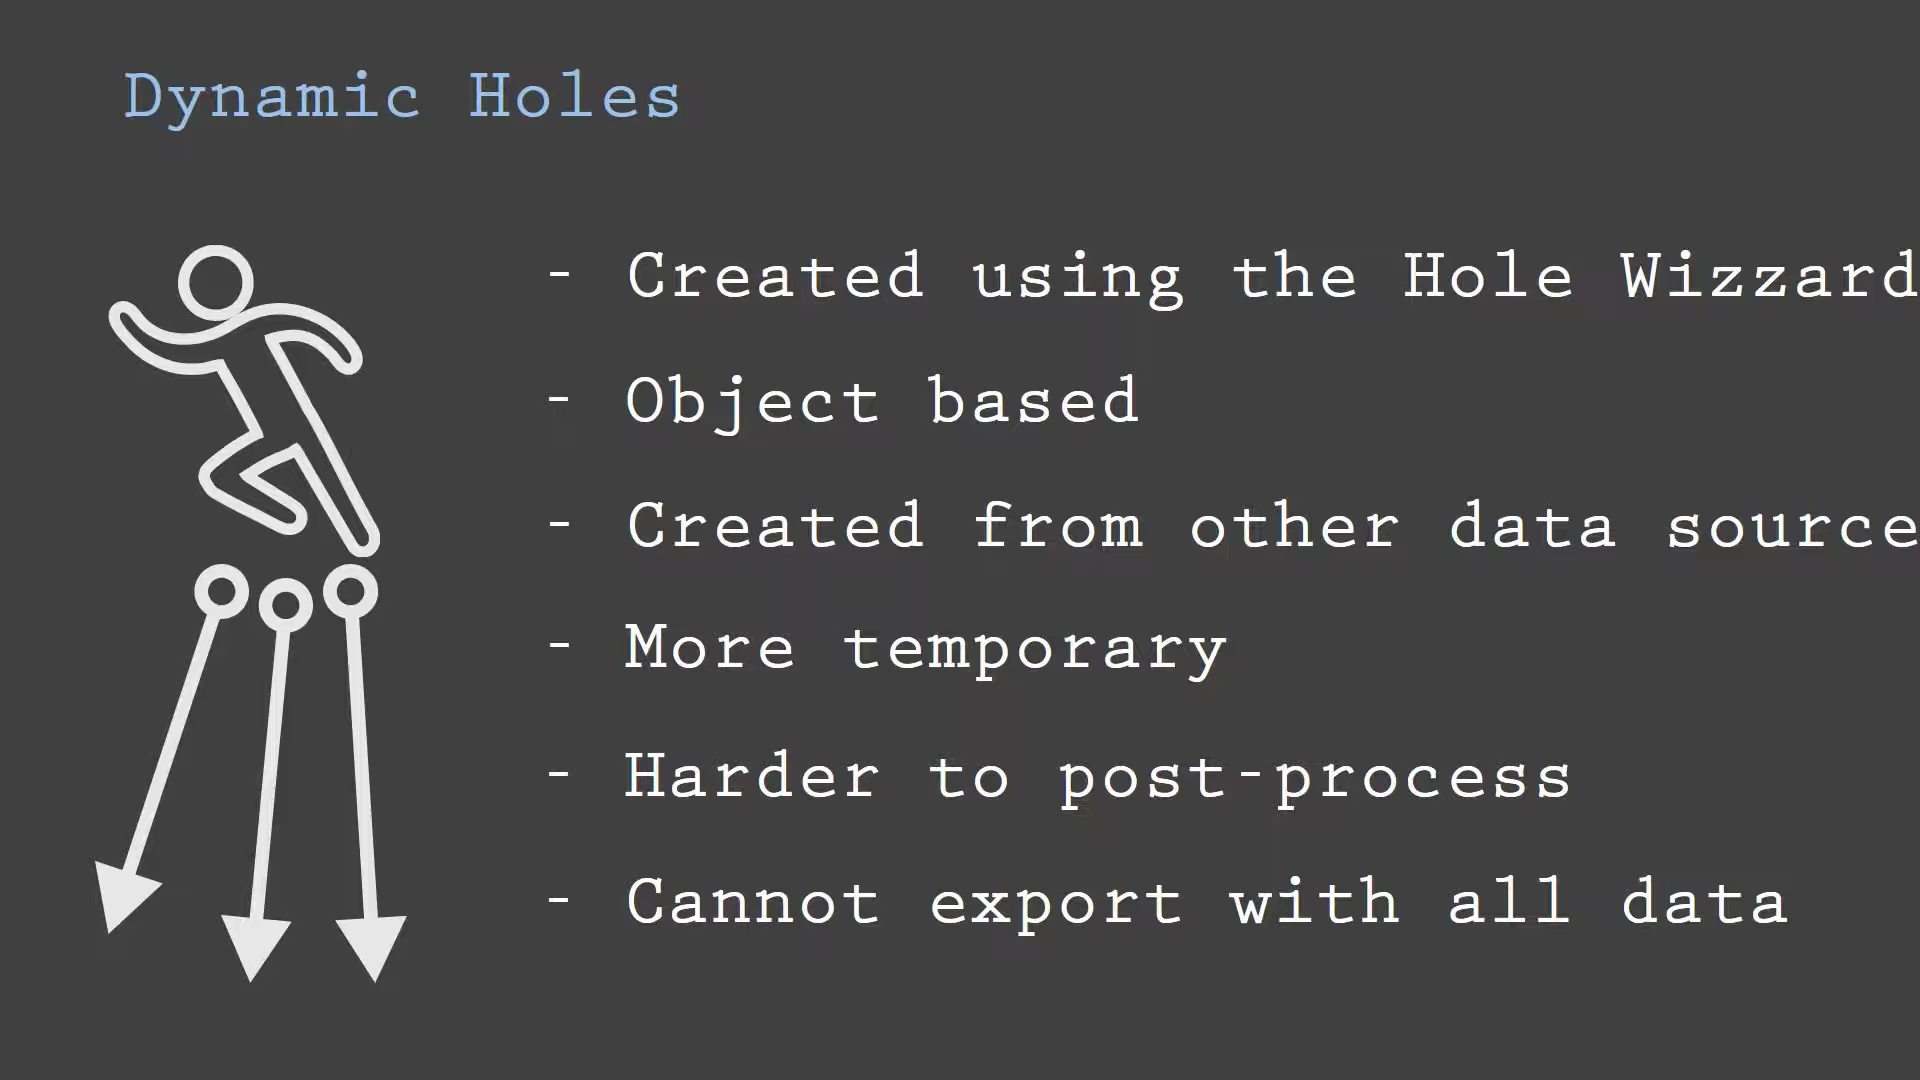 Dynamic Holes
- Created using the Hole Wizzard
- Object based
- Created from other data source
- More temporary
- Harder to post-process
- Cannot export with all data